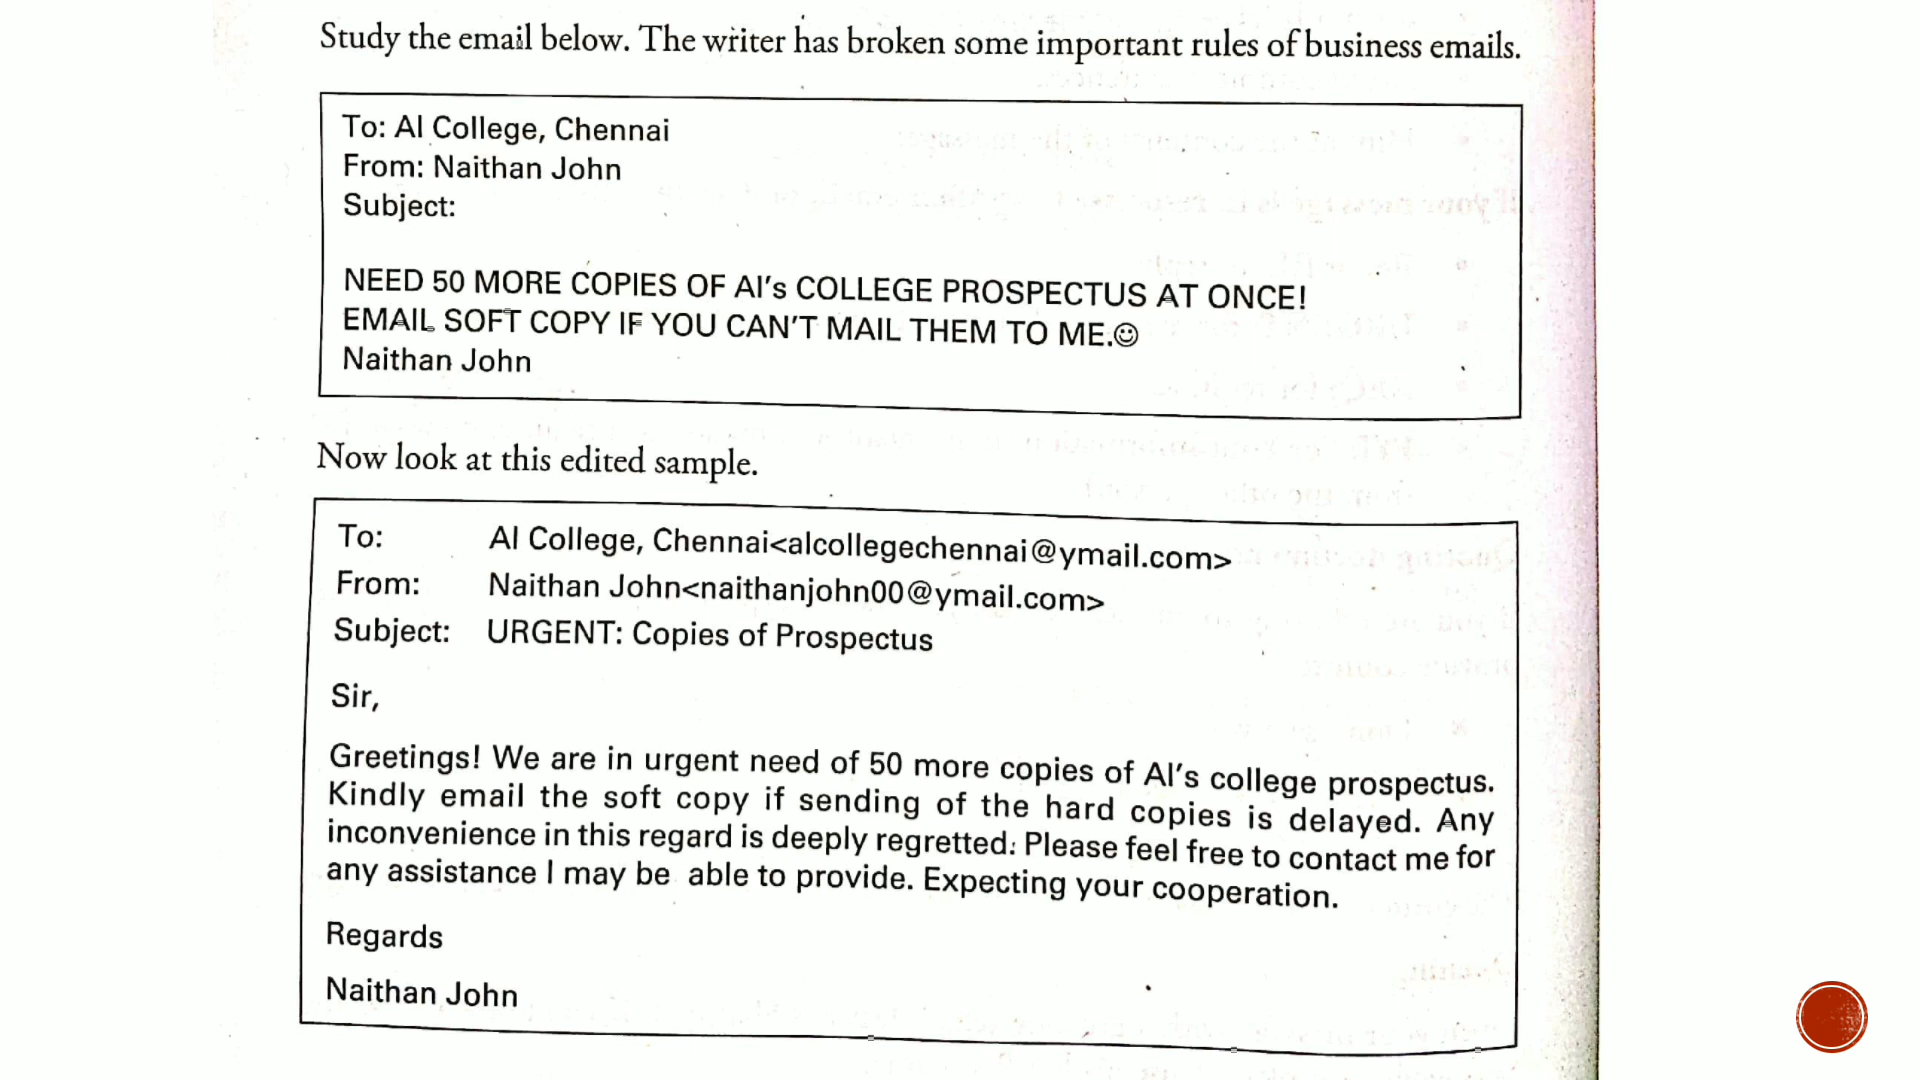 Study the email below. The writer has broken some important rules of business emails.
To: Al College, Chennai
From: Naithan John
Subject:
NEED 50 MORE COPIES OF Al's COLLEGE PROSPECTUS AT ONCE!
EMAIL SOFT COPY IF YOU CAN'T MAIL THEM TO ME.☺
Naithan John
Now look at this edited sample.
To: Al College, Chennai<alcollegechennai@ymail.com>
From: Naithan John<naithanjohn00@ymail.com>
Subject: URGENT: Copies of Prospectus
Sir,
Greetings! We are in urgent need of 50 more copies of Al's college prospectus.
Kindly email the soft copy if sending of the hard copies is delayed. Any
inconvenience in this regard is deeply regretted. Please feel free to contact me for
any assistance I may be able to provide. Expecting your cooperation.
Regards
Naithan John